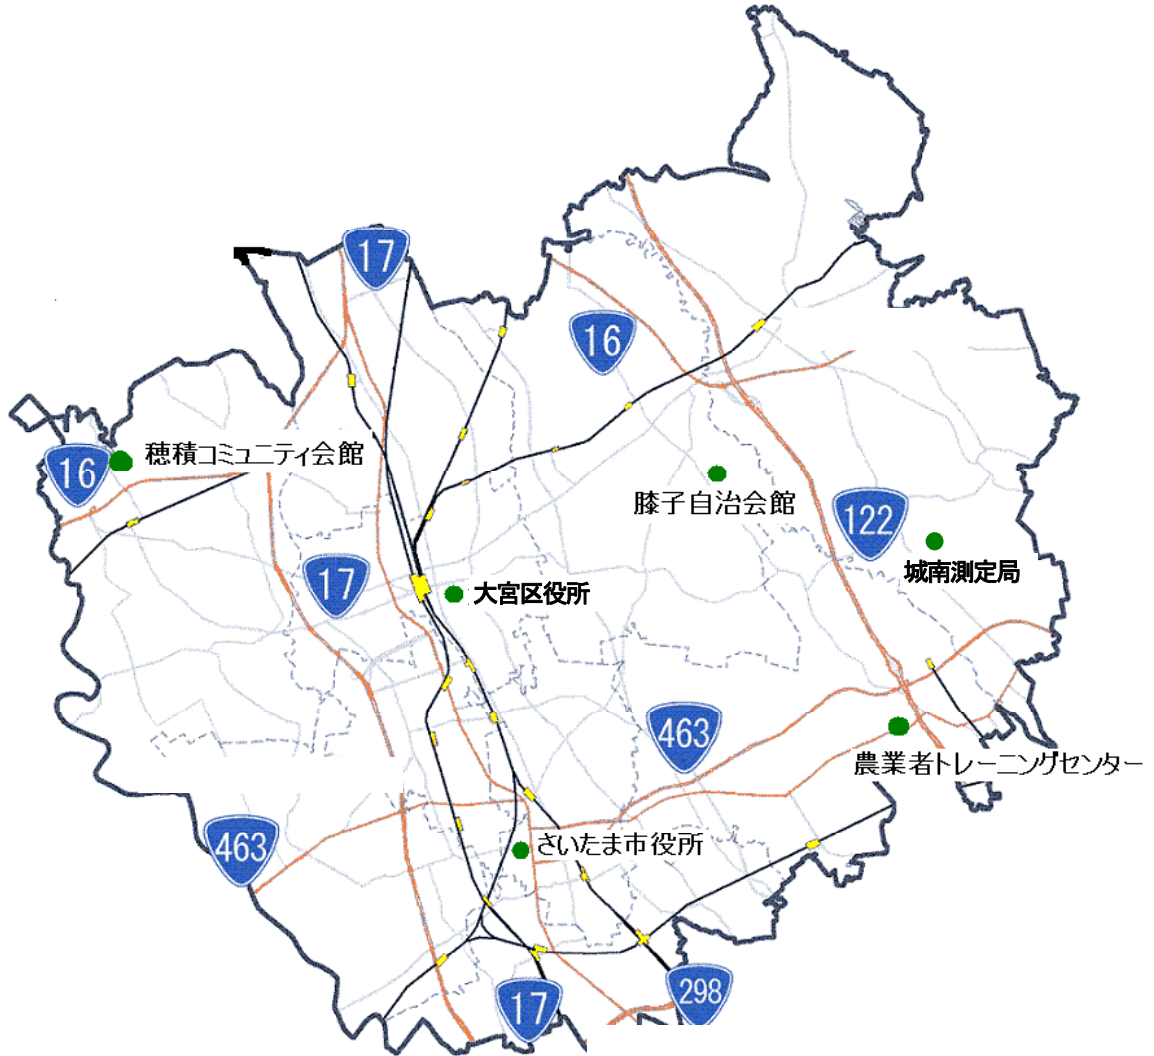 17
16
穂積コミュニティ会館
16
膝子自治会館
122
城南測定局
17
大宮区役所
463
農業者トレーニングセンター
463
さいたま市役所
17
298